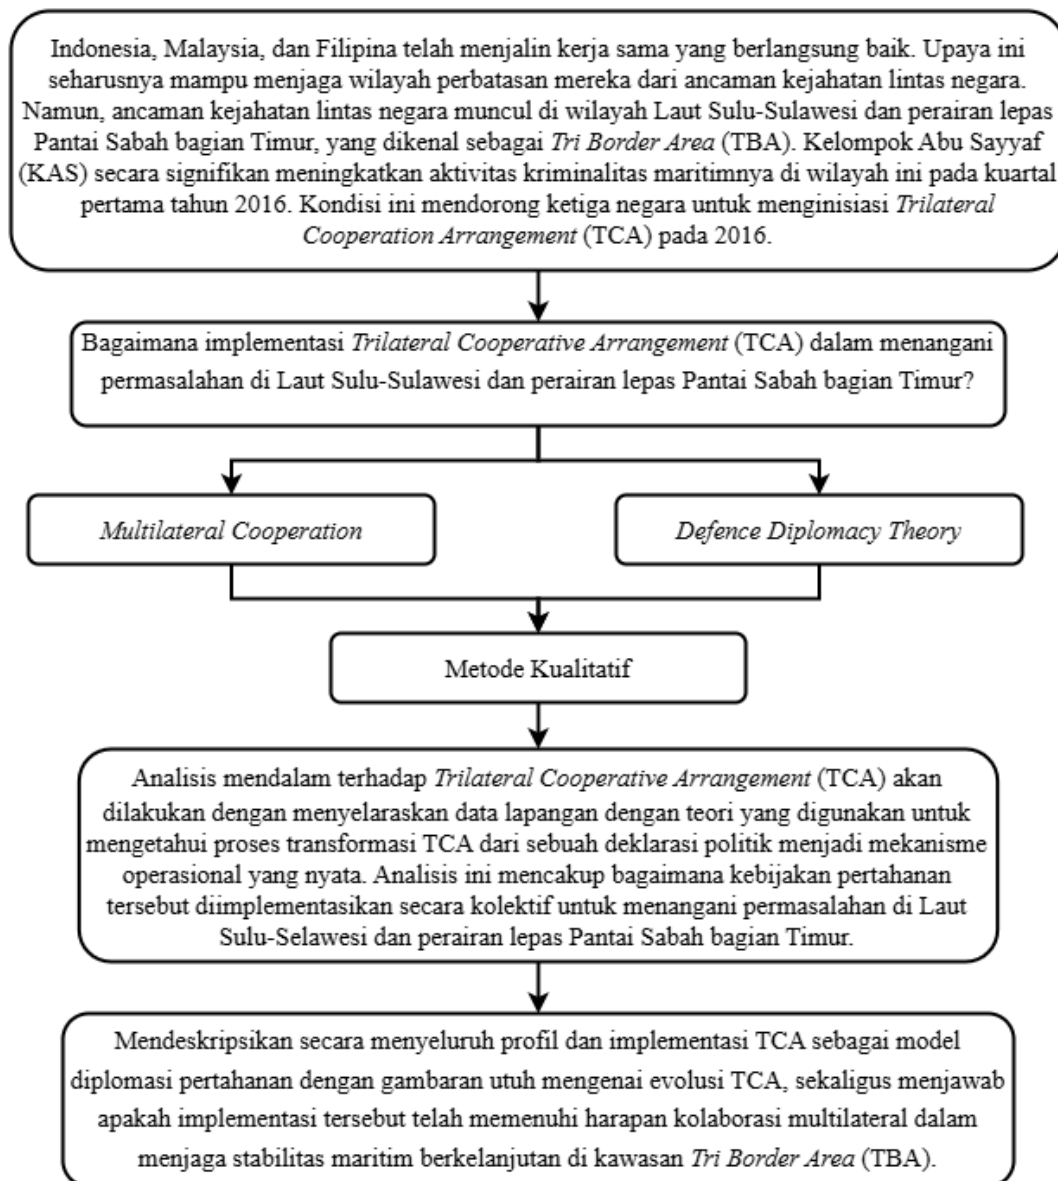 Indonesia, Malaysia, dan Filipina telah menjalin kerja sama yang berlangsung baik. Upaya ini
seharusnya mampu menjaga wilayah perbatasan mereka dari ancaman kejahatan lintas negara.
Namun, ancaman kejahatan lintas negara muncul di wilayah Laut Sulu-Sulawesi dan perairan lepas
Pantai Sabah bagian Timur, yang dikenal sebagai Tri Border Area (TBA). Kelompok Abu Sayyaf
(KAS) secara signifikan meningkatkan aktivitas kriminalitas maritimnya di wilayah ini pada kuartal
pertama tahun 2016. Kondisi ini mendorong ketiga negara untuk menginisiasi Trilateral
Cooperation Arrangement (TCA) pada 2016.
Bagaimana implementasi Trilateral Cooperative Arrangement (TCA) dalam menangani
permasalahan di Laut Sulu-Sulawesi dan perairan lepas Pantai Sabah bagian Timur?
Multilateral Cooperation
Defence Diplomacy Theory
Metode Kualitatif
Analisis mendalam terhadap Trilateral Cooperative Arrangement (TCA) akan
dilakukan dengan menyelaraskan data lapangan dengan teori yang digunakan untuk
mengetahui proses transformasi TCA dari sebuah deklarasi politik menjadi mekanisme
operasional yang nyata. Analisis ini mencakup bagaimana kebijakan pertahanan
tersebut diimplementasikan secara kolektif untuk menangani permasalahan di Laut
Sulu-Selawesi dan perairan lepas Pantai Sabah bagian Timur.
Mendeskripsikan secara menyeluruh profil dan implementasi TCA sebagai model
diplomasi pertahanan dengan gambaran utuh mengenai evolusi TCA, sekaligus menjawab
apakah implementasi tersebut telah memenuhi harapan kolaborasi multilateral dalam
menjaga stabilitas maritim berkelanjutan di kawasan Tri Border Area (TBA).